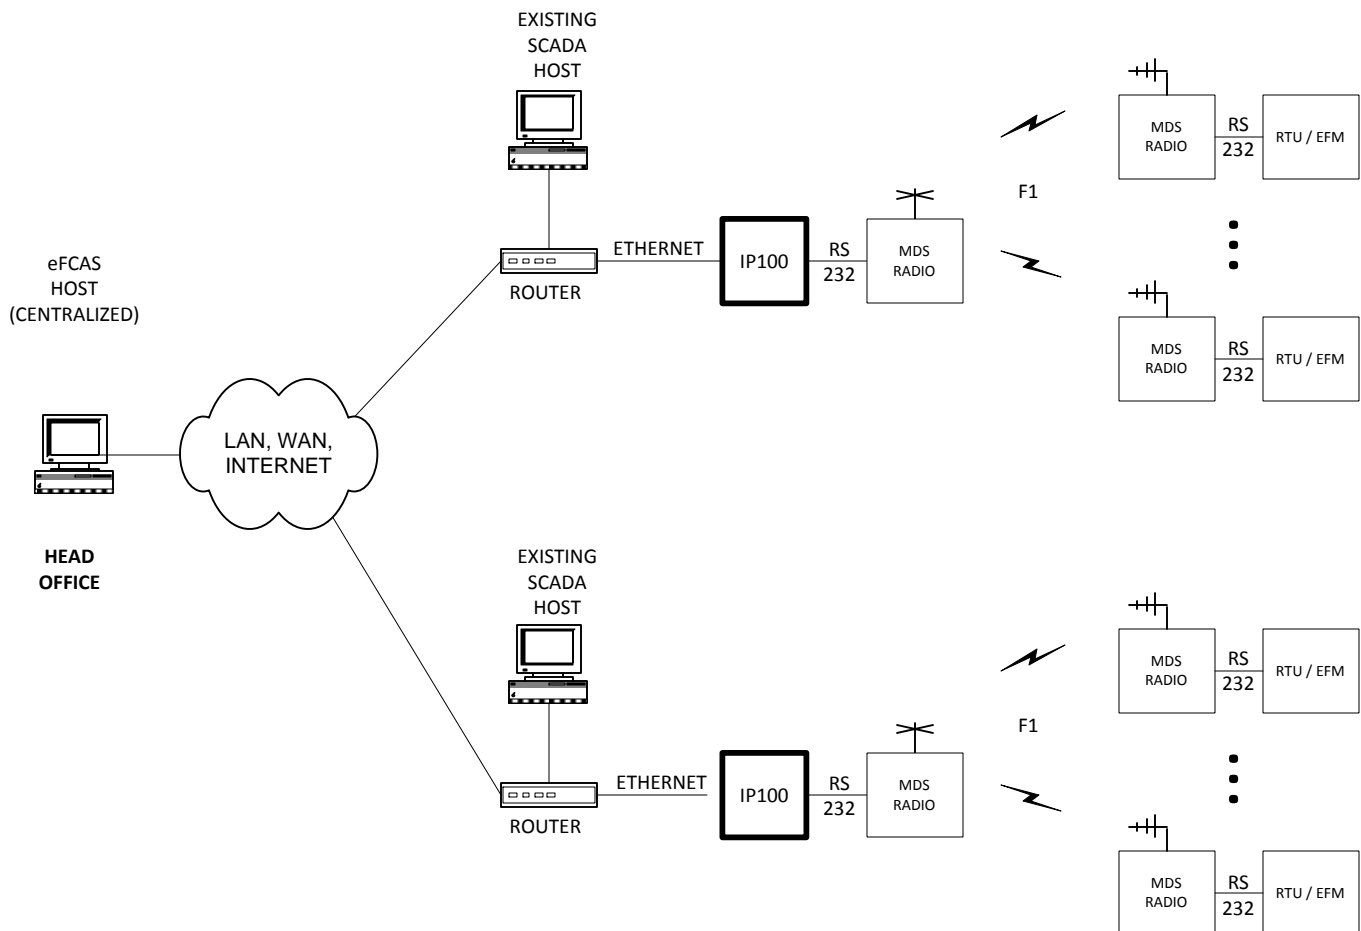 EXISTING
SCADA
HOST
MDS
RADIO
RS
232
RTU / EFM
F1
eFCAS
HOST
(CENTRALIZED)
ETHERNET
ROUTER
IP100
RS
232
MDS
RADIO
MDS
RADIO
RS
232
RTU / EFM
LAN, WAN,
INTERNET
HEAD
OFFICE
EXISTING
SCADA
HOST
MDS
RADIO
RS
232
RTU / EFM
F1
ETHERNET
ROUTER
IP100
RS
232
MDS
RADIO
MDS
RADIO
RS
232
RTU / EFM